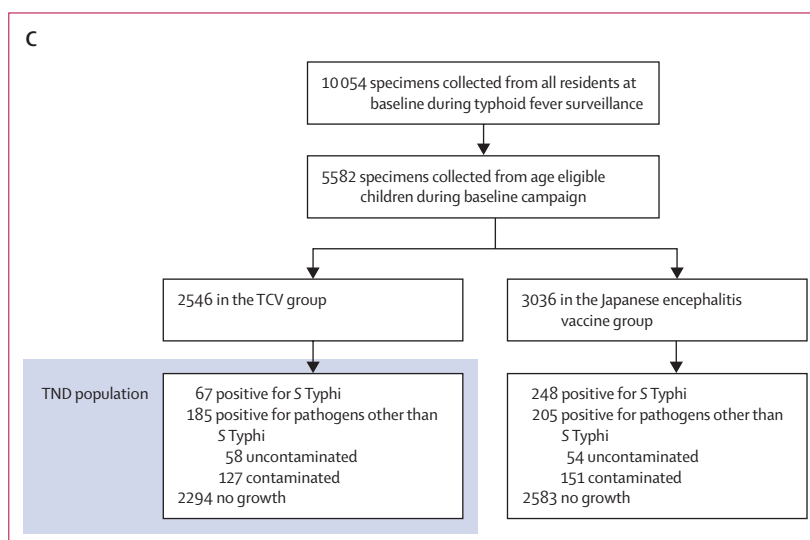 C
10 054 specimens collected from all residents at
baseline during typhoid fever surveillance
5582 specimens collected from age eligible
children during baseline campaign
2546 in the TCV group
3036 in the Japanese encephalitis
vaccine group
TND population
67 positive for S Typhi
185 positive for pathogens other than
S Typhi
58 uncontaminated
127 contaminated
2294 no growth
248 positive for S Typhi
205 positive for pathogens other than
S Typhi
54 uncontaminated
151 contaminated
2583 no growth